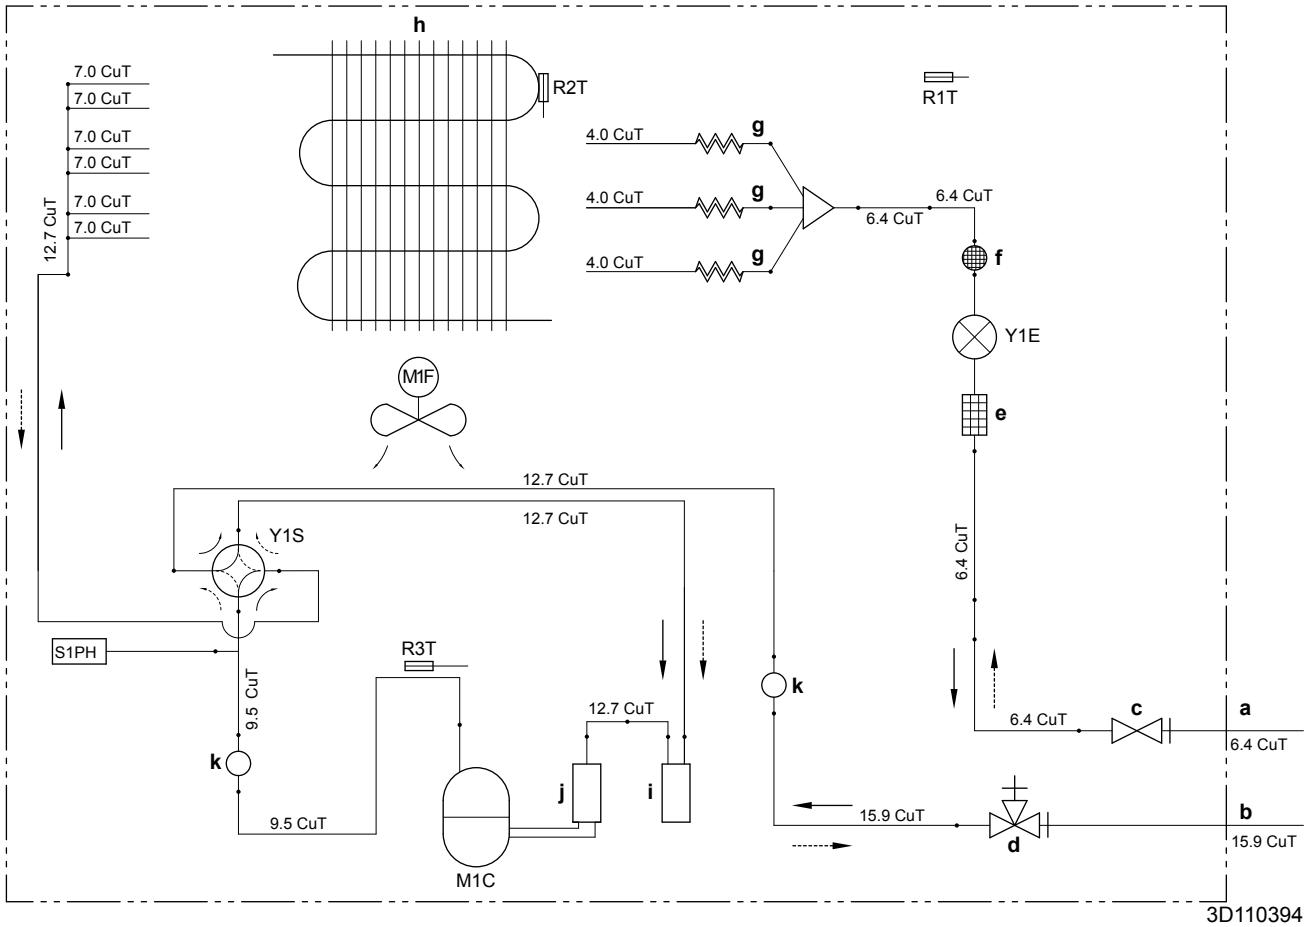 h
7.0 CuT
7.0 CuT
7.0 CuT
7.0 CuT
7.0 CuT
7.0 CuT
12.7 CuT
R2T
R1T
4.0 CuT
g
4.0 CuT
g
4.0 CuT
g
6.4 CuT
6.4 CuT
f
Y1E
e
M1F
12.7 CuT
12.7 CuT
Y1S
6.4 CuT
S1PH
R3T
9.5 CuT
k
12.7 CuT
k
6.4 CuT
c
a
6.4 CuT
j
i
9.5 CuT
M1C
15.9 CuT
d
b
15.9 CuT
3D110394